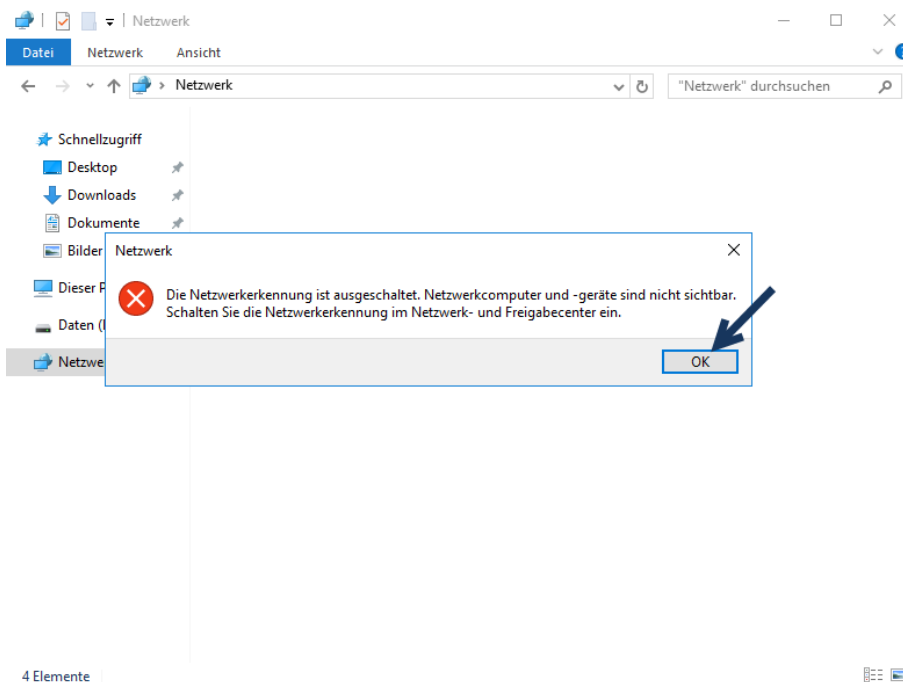 Netzwerk
Datei Netzwerk Ansicht
Netzwerk "Netzwerk" durchsuchen
Schnellzugriff
Desktop
Downloads
Dokumente
Bilder
Netzwerk
Dieser P
Die Netzwerkerkennung ist ausgeschaltet. Netzwerkcomputer und -geräte sind nicht sichtbar.
Schalten Sie die Netzwerkerkennung im Netzwerk- und Freigabecenter ein.
Daten (
Netzwe
OK
4 Elemente